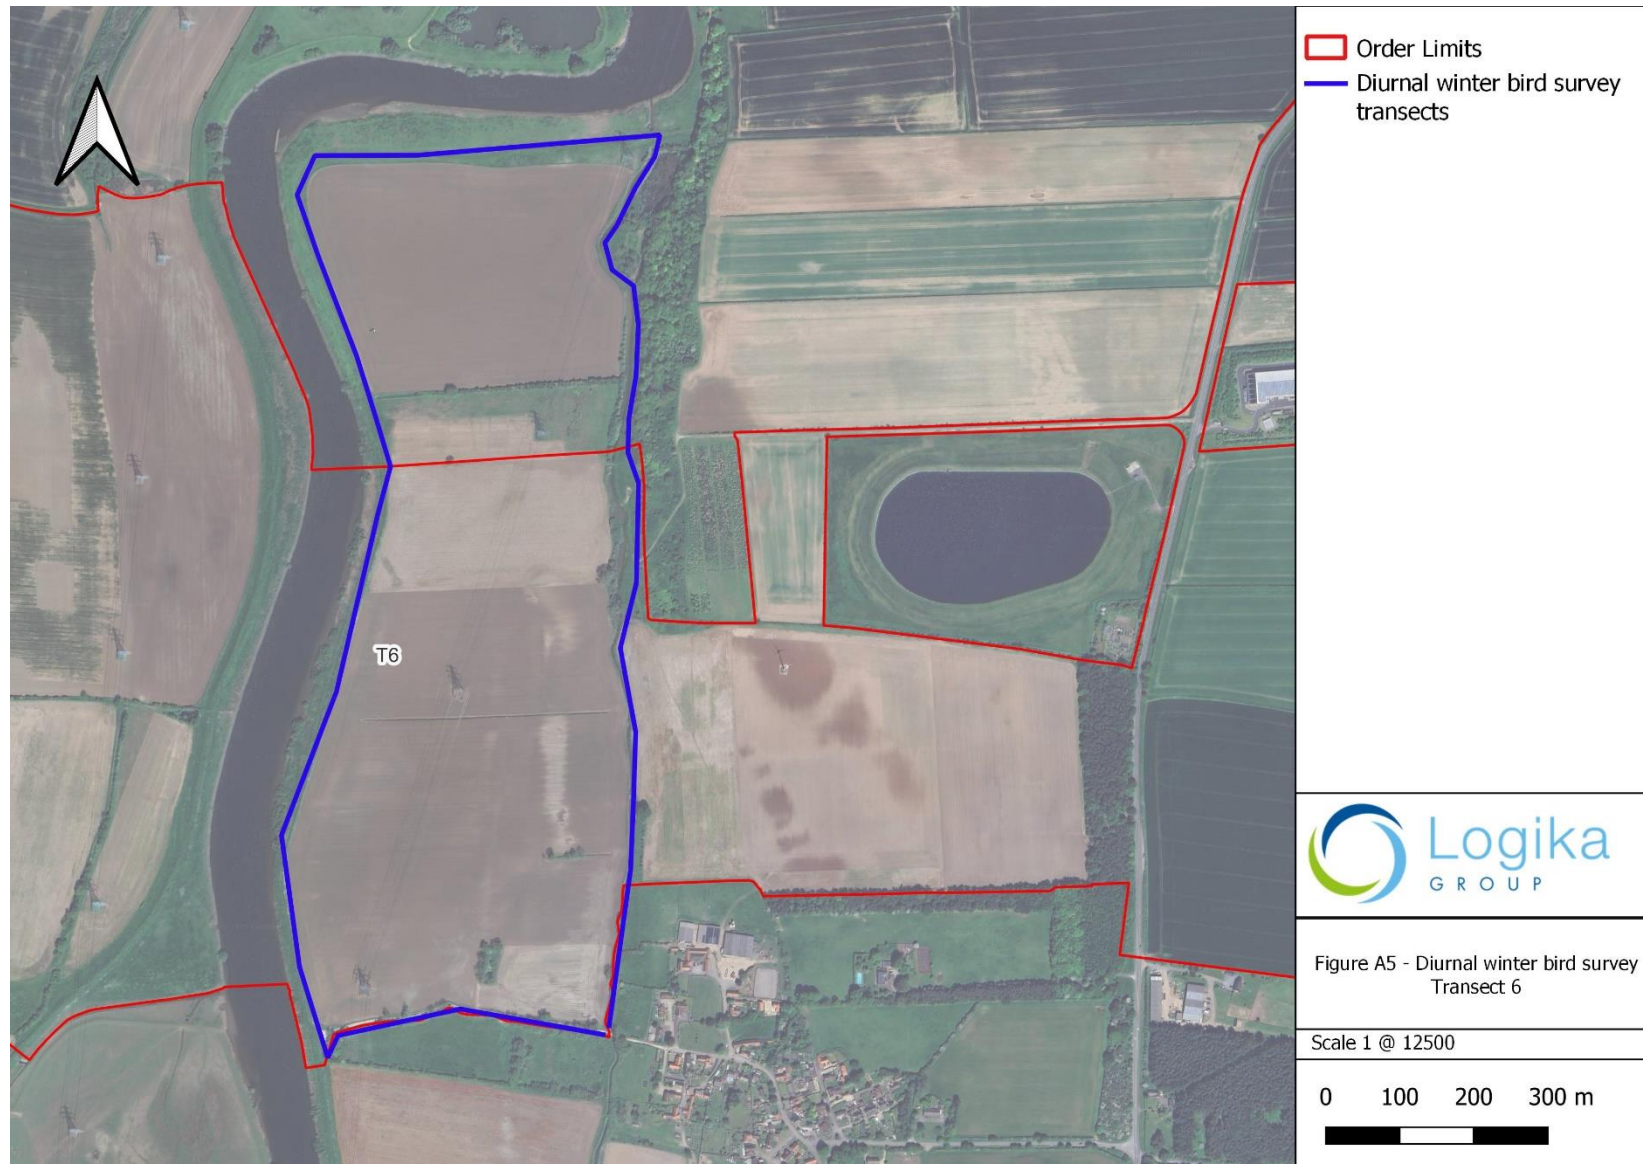 Order Limits
Diurnal winter bird survey
transects
T6
Logika
GROUP
Figure A5 - Diurnal winter bird survey
Transect 6
Scale 1 @ 12500
0 100 200 300 m